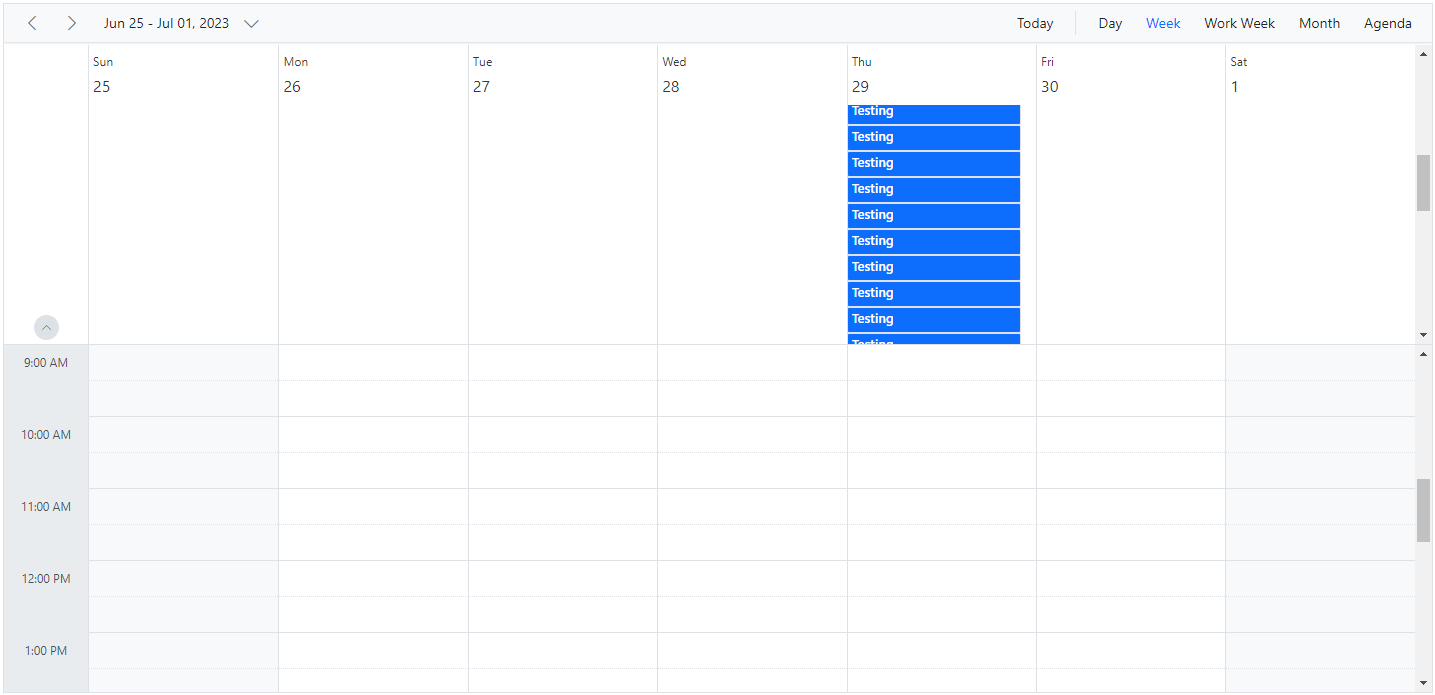 Jun 25 - Jul 01, 2023 Today Day Week Work Week Month Agenda
Sun Mon Tue Wed Thu Fri Sat
25 26 27 28 29 30 1
Testing
Testing
Testing
Testing
Testing
Testing
Testing
Testing
Testing
Testing
9:00 AM
10:00 AM
11:00 AM
12:00 PM
1:00 PM